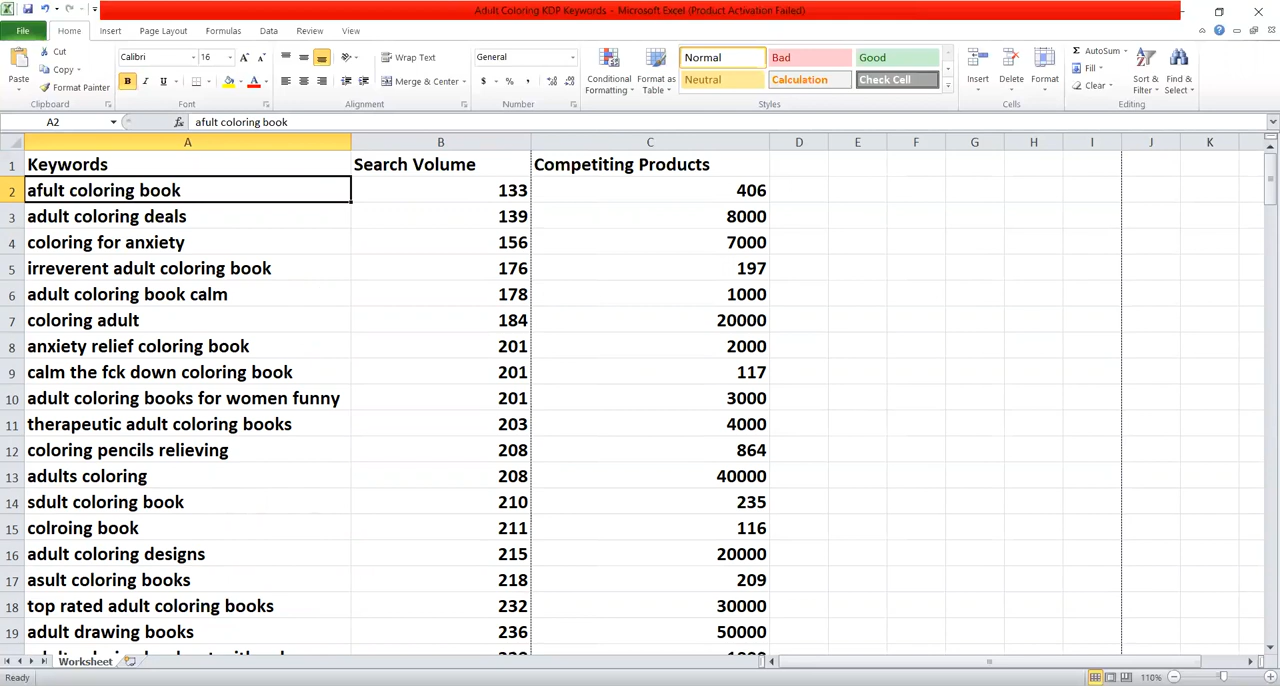 Adult Coloring KDP Keywords - Microsoft Excel (Product Activation Failed)
File Home Insert Page Layout Formulas Data Review View
Cut
Copy
Format Painter
Paste
Clipboard
Calibri 16
B I U
Font
Wrap Text
Merge & Center
Alignment
General
$ % ,
Number
Conditional Formatting
Format as Table
Normal Bad Good
Neutral Calculation Check Cell
Styles
Insert Delete Format
Cells
AutoSum
Fill
Clear
Sort & Filter
Find & Select
Editing
A2 fx afult coloring book
A B C D E F G H I J K
1 Keywords Search Volume Competiting Products
2 afult coloring book 133 406
3 adult coloring deals 139 8000
4 coloring for anxiety 156 7000
5 irreverent adult coloring book 176 197
6 adult coloring book calm 178 1000
7 coloring adult 184 20000
8 anxiety relief coloring book 201 2000
9 calm the fck down coloring book 201 117
10 adult coloring books for women funny 201 3000
11 therapeutic adult coloring books 203 4000
12 coloring pencils relieving 208 864
13 adults coloring 208 40000
14 sdult coloring book 210 235
15 colroing book 211 116
16 adult coloring designs 215 20000
17 asult coloring books 218 209
18 top rated adult coloring books 232 30000
19 adult drawing books 236 50000
Worksheet
Ready 110%